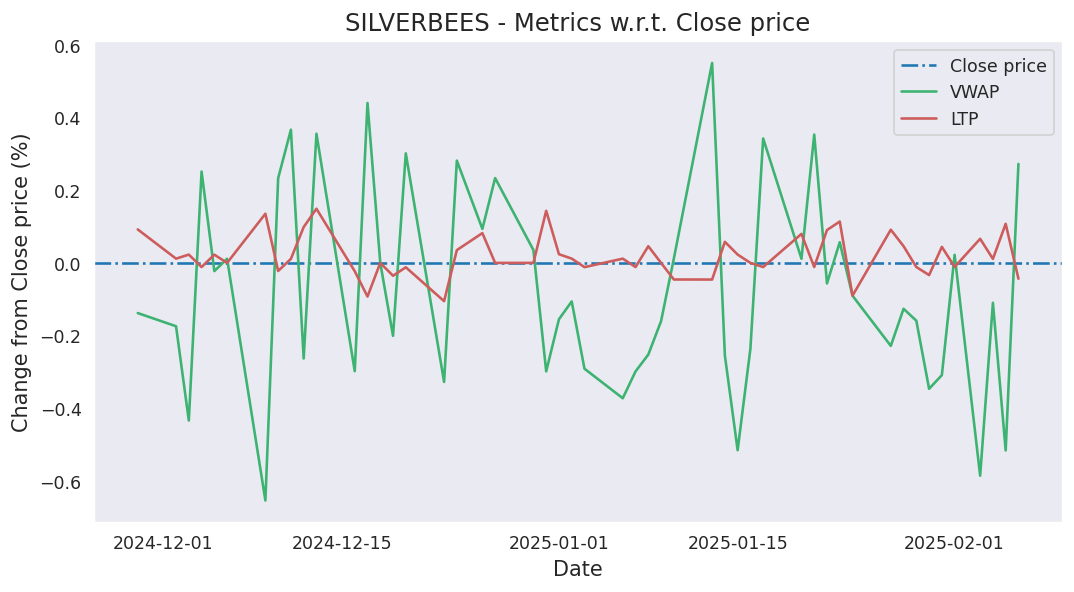 SILVERBEES - Metrics w.r.t. Close price
Change from Close price (%)
0.6
0.4
0.2
0.0
−0.2
−0.4
−0.6
Close price
VWAP
LTP
2024-12-01
2024-12-15
2025-01-01
2025-01-15
2025-02-01
Date